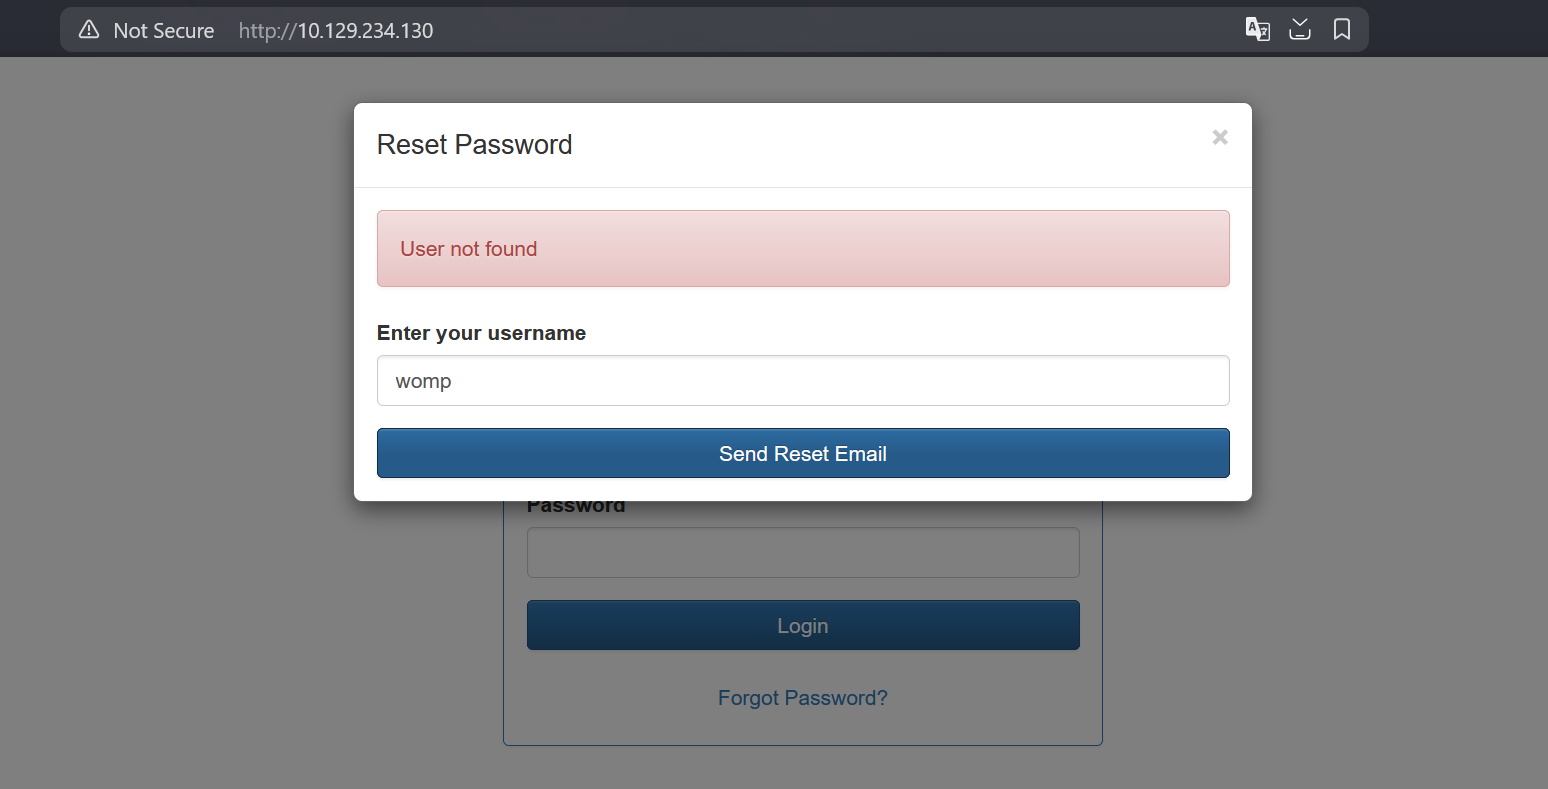 Not Secure http://10.129.234.130
Reset Password ×
User not found
Enter your username
womp
Send Reset Email
Password
Login
Forgot Password?